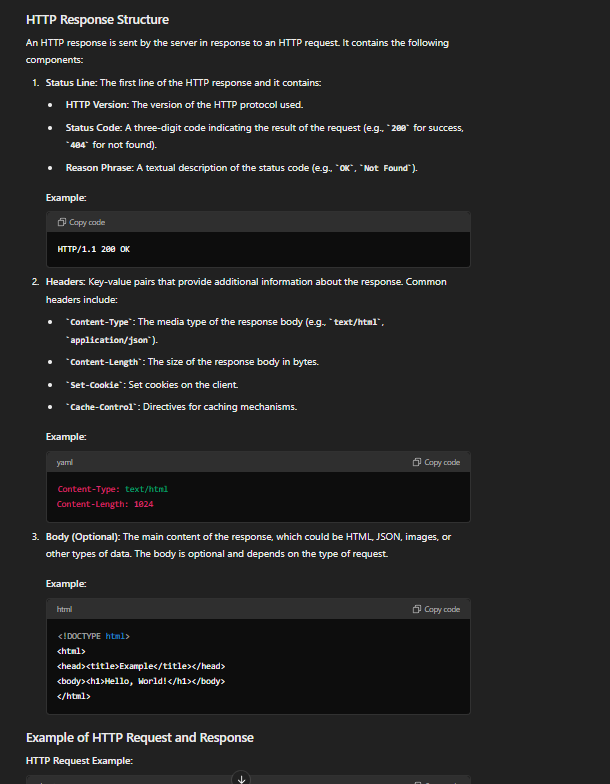 HTTP Response Structure
An HTTP response is sent by the server in response to an HTTP request. It contains the following
components:
1. Status Line: The first line of the HTTP response and it contains:
• HTTP Version: The version of the HTTP protocol used.
• Status Code: A three-digit code indicating the result of the request (e.g., `200` for success,
`404` for not found).
• Reason Phrase: A textual description of the status code (e.g., `OK`, `Not Found`).
Example:
Copy code
HTTP/1.1 200 OK
2. Headers: Key-value pairs that provide additional information about the response. Common
headers include:
• `Content-Type`: The media type of the response body (e.g., `text/html`,
`application/json`).
• `Content-Length`: The size of the response body in bytes.
• `Set-Cookie`: Set cookies on the client.
• `Cache-Control`: Directives for caching mechanisms.
Example:
yaml Copy code
Content-Type: text/html
Content-Length: 1024
3. Body (Optional): The main content of the response, which could be HTML, JSON, images, or
other types of data. The body is optional and depends on the type of request.
Example:
html Copy code
<!DOCTYPE html>
<html>
<head><title>Example</title></head>
<body><h1>Hello, World!</h1></body>
</html>
Example of HTTP Request and Response
HTTP Request Example: